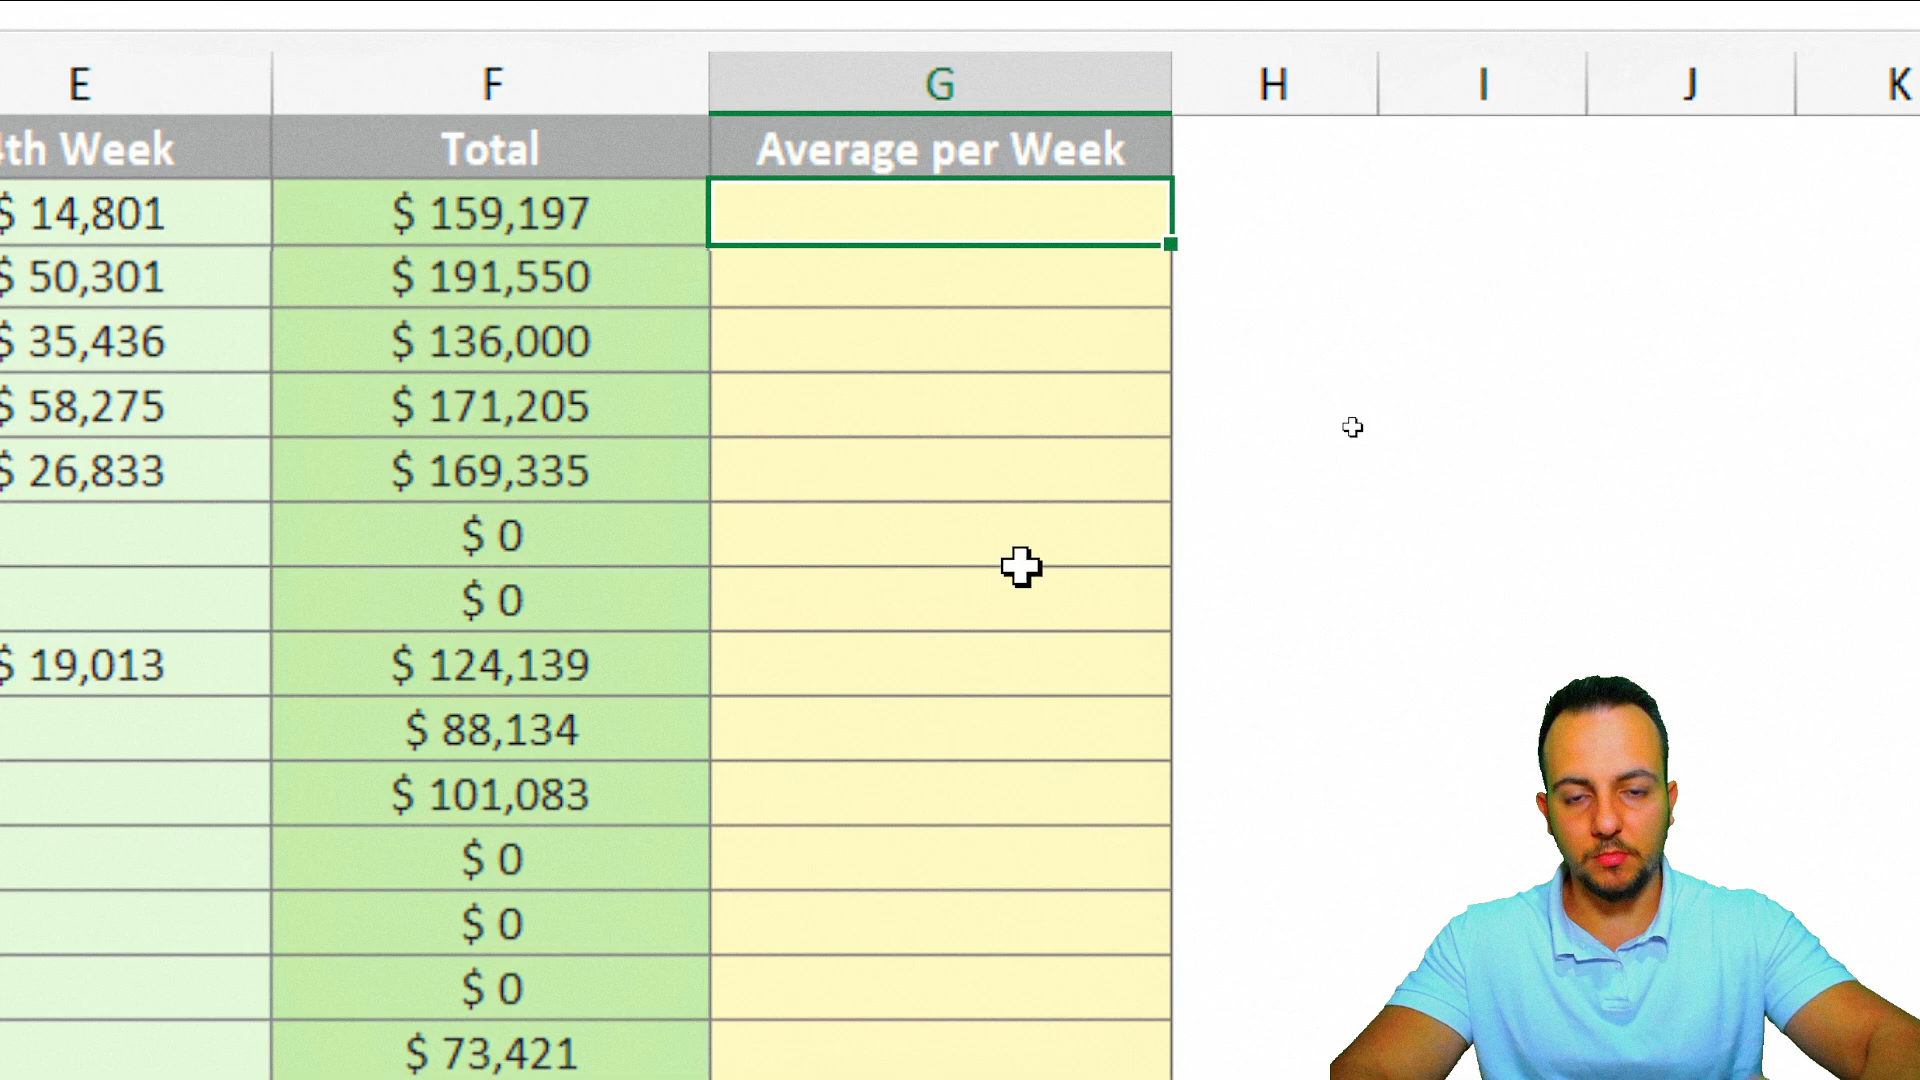 E F G H I J K
4th Week Total Average per Week
$ 14,801 $ 159,197
$ 50,301 $ 191,550
$ 35,436 $ 136,000
$ 58,275 $ 171,205
$ 26,833 $ 169,335
$ 0
$ 0
$ 19,013 $ 124,139
$ 88,134
$ 101,083
$ 0
$ 0
$ 0
$ 73,421